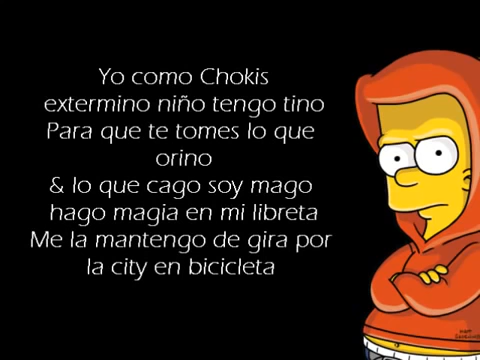 Yo como Chokis
extermino niño tengo tino
Para que te tomes lo que
orino
& lo que cago soy mago
hago magia en mi libreta
Me la mantengo de gira por
la city en bicicleta